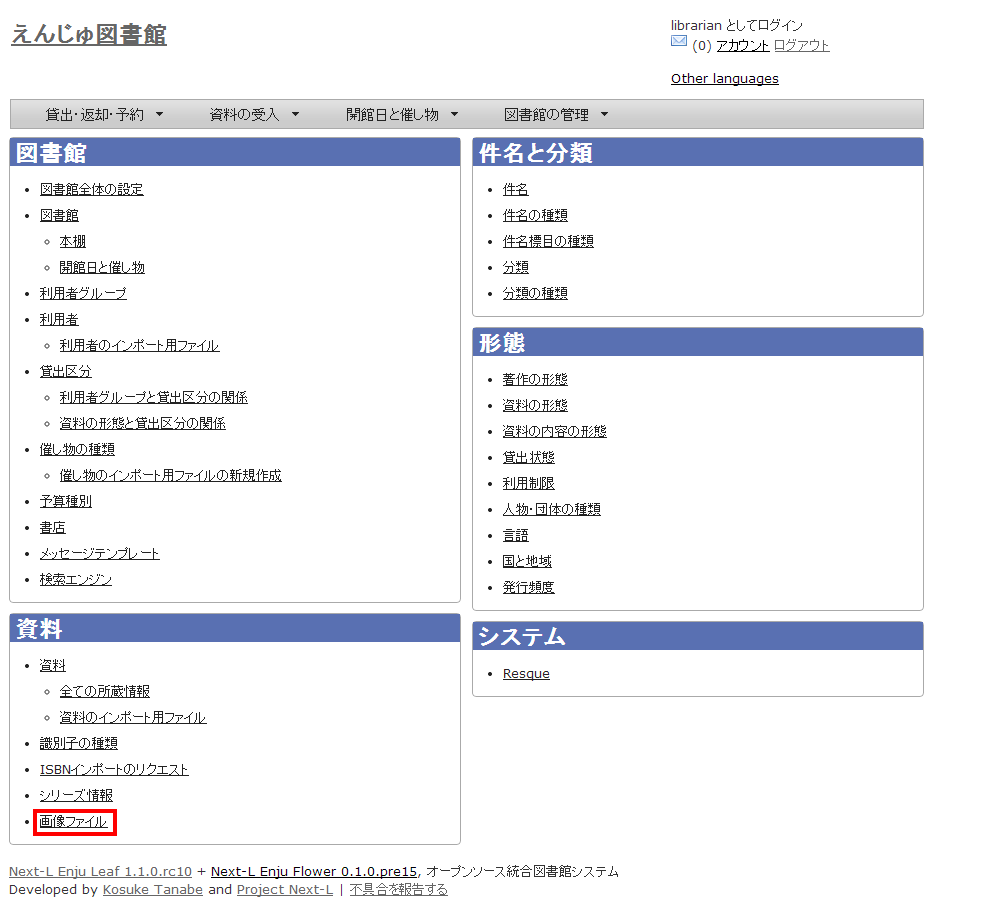 えんじゅ図書館
librarian としてログイン
(0) アカウント ログアウト
Other languages
貸出・返却・予約 資料の受入 開館日と催し物 図書館の管理
図書館
図書館全体の設定
図書館
本棚
開館日と催し物
利用者グループ
利用者
利用者のインポート用ファイル
貸出区分
利用者グループと貸出区分の関係
資料の形態と貸出区分の関係
催し物の種類
催し物のインポート用ファイルの新規作成
予算種別
書店
メッセージテンプレート
検索エンジン
資料
資料
全ての所蔵情報
資料のインポート用ファイル
識別子の種類
ISBNインポートのリクエスト
シリーズ情報
画像ファイル
件名と分類
件名
件名の種類
件名標目の種類
分類
分類の種類
形態
著作の形態
資料の形態
資料の内容の形態
貸出状態
利用制限
人物・団体の種類
言語
国と地域
発行頻度
システム
Resque
Next-L Enju Leaf 1.1.0.rc10 + Next-L Enju Flower 0.1.0.pre15, オープンソース統合図書館システム
Developed by Kosuke Tanabe and Project Next-L | 不具合を報告する